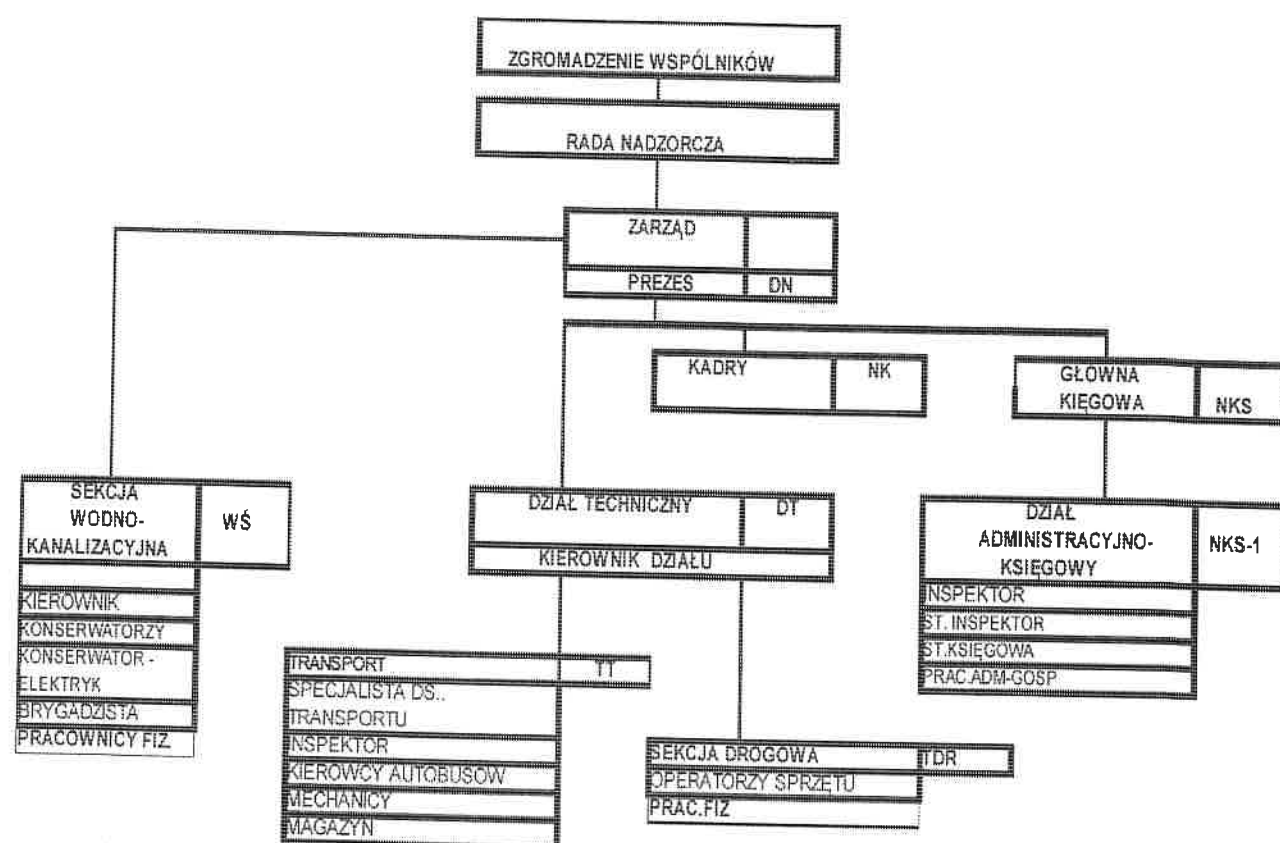 ZGROMADZENIE WSPÓLNIKÓW
RADA NADZORCZA
ZARZĄD
PREZES DN
KADRY NK
GŁOWNA
KIĘGOWA NKS
SEKCJA
WODNO-
KANALIZACYJNA
WŚ
KIEROWNIK
KONSERWATORZY
KONSERWATOR -
ELEKTRYK
BRYGADZISTA
PRACOWNICY FIZ.
DZIAŁ TECHNICZNY DT
KIEROWNIK DZIAŁU
DZIAŁ
ADMINISTRACYJNO-
KSIĘGOWY
NKS-1
INSPEKTOR
ST. INSPEKTOR
ST.KSIĘGOWA
PRAC.ADM-GOSP
TRANSPORT TT
SPECJALISTA DS..
TRANSPORTU
INSPEKTOR
KIEROWCY AUTOBUSÓW
MECHANICY
MAGAZYN
SEKCJA DROGOWA TDR
OPERATORZY SPRZĘTU
PRAC.FIZ